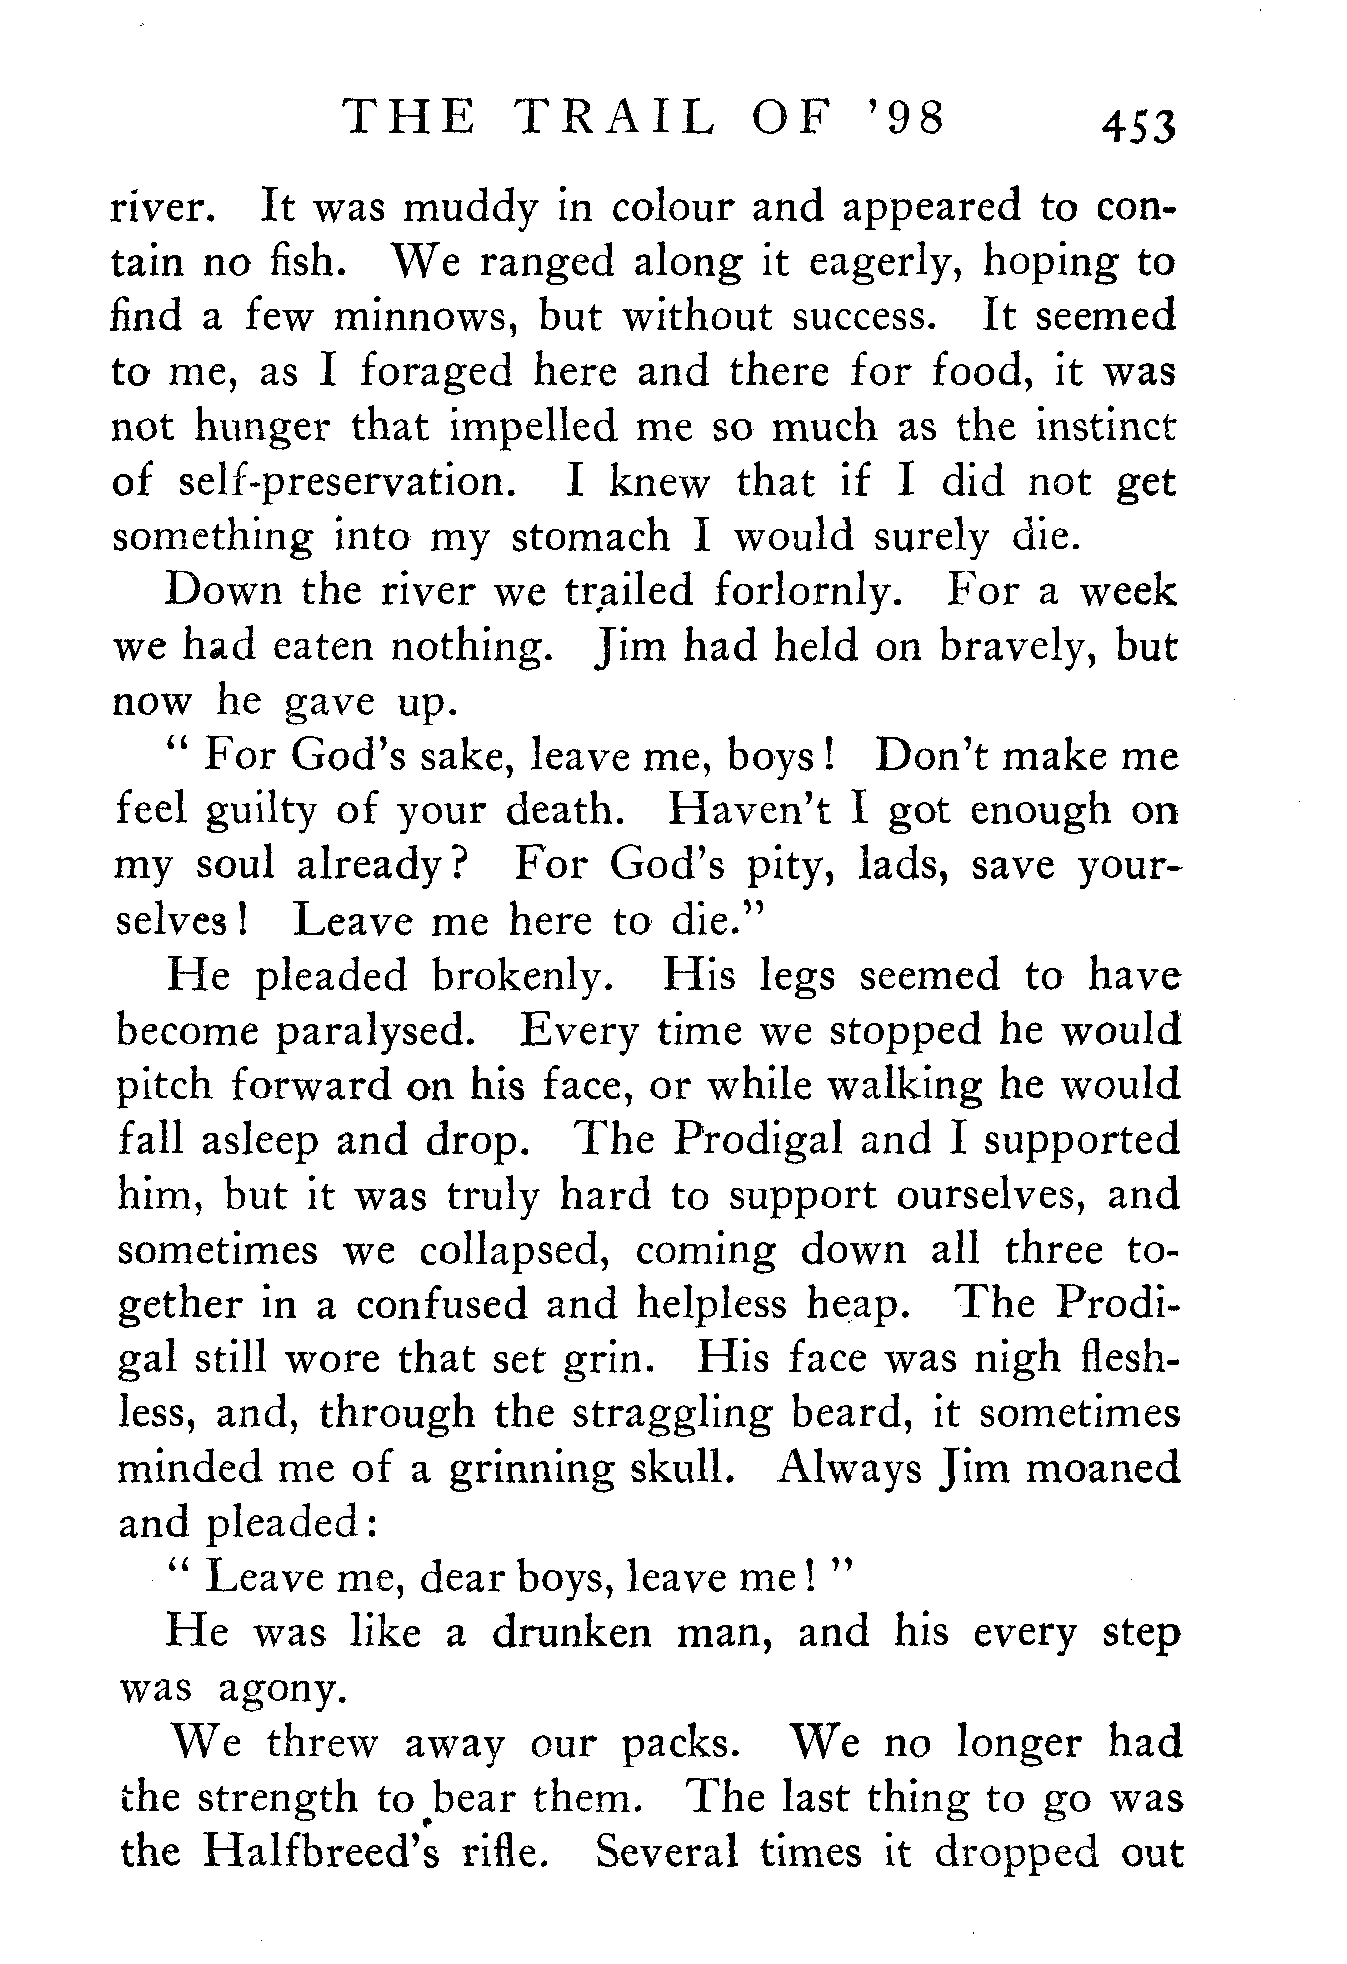 THE TRAIL OF '98 453
river. It was muddy in colour and appeared to con-
tain no fish. We ranged along it eagerly, hoping to
find a few minnows, but without success. It seemed
to me, as I foraged here and there for food, it was
not hunger that impelled me so much as the instinct
of self-preservation. I knew that if I did not get
something into my stomach I would surely die.
Down the river we trailed forlornly. For a week
we had eaten nothing. Jim had held on bravely, but
now he gave up.
" For God's sake, leave me, boys! Don't make me
feel guilty of your death. Haven't I got enough on
my soul already? For God's pity, lads, save your-
selves! Leave me here to die."
He pleaded brokenly. His legs seemed to have
become paralysed. Every time we stopped he would
pitch forward on his face, or while walking he would
fall asleep and drop. The Prodigal and I supported
him, but it was truly hard to support ourselves, and
sometimes we collapsed, coming down all three to-
gether in a confused and helpless heap. The Prodi-
gal still wore that set grin. His face was nigh flesh-
less, and, through the straggling beard, it sometimes
minded me of a grinning skull. Always Jim moaned
and pleaded:
" Leave me, dear boys, leave me! "
He was like a drunken man, and his every step
was agony.
We threw away our packs. We no longer had
the strength to bear them. The last thing to go was
the Halfbreed's rifle. Several times it dropped out